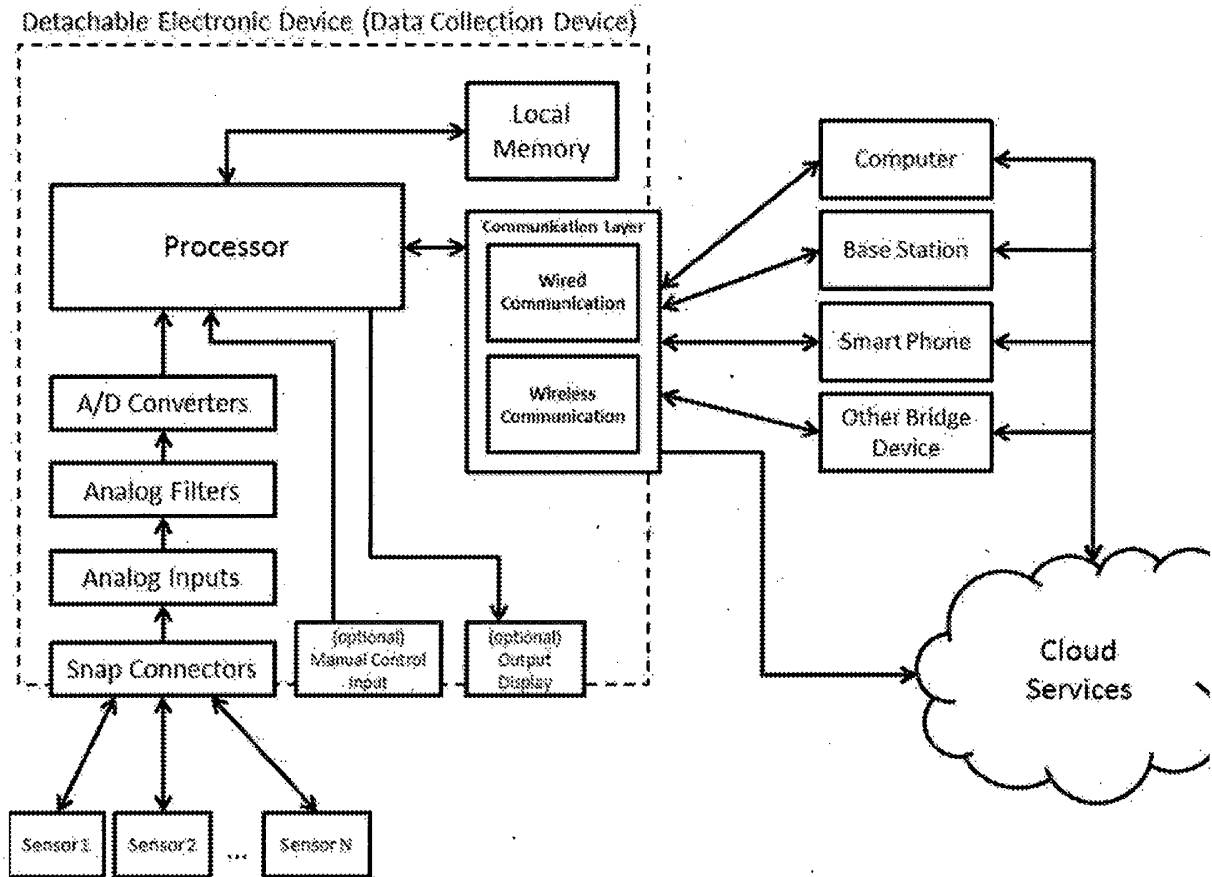 Detachable Electronic Device (Data Collection Device)
Local
Memory
Processor
Communication Layer
Wired
Communication
Wireless
Communication
A/D Converters
Analog Filters
Analog Inputs
Snap Connectors
(optional)
Manual Control
Input
(optional)
Output
Display
Sensor 1
Sensor 2
...
Sensor N
Computer
Base Station
Smart Phone
Other Bridge
Device
Cloud
Services